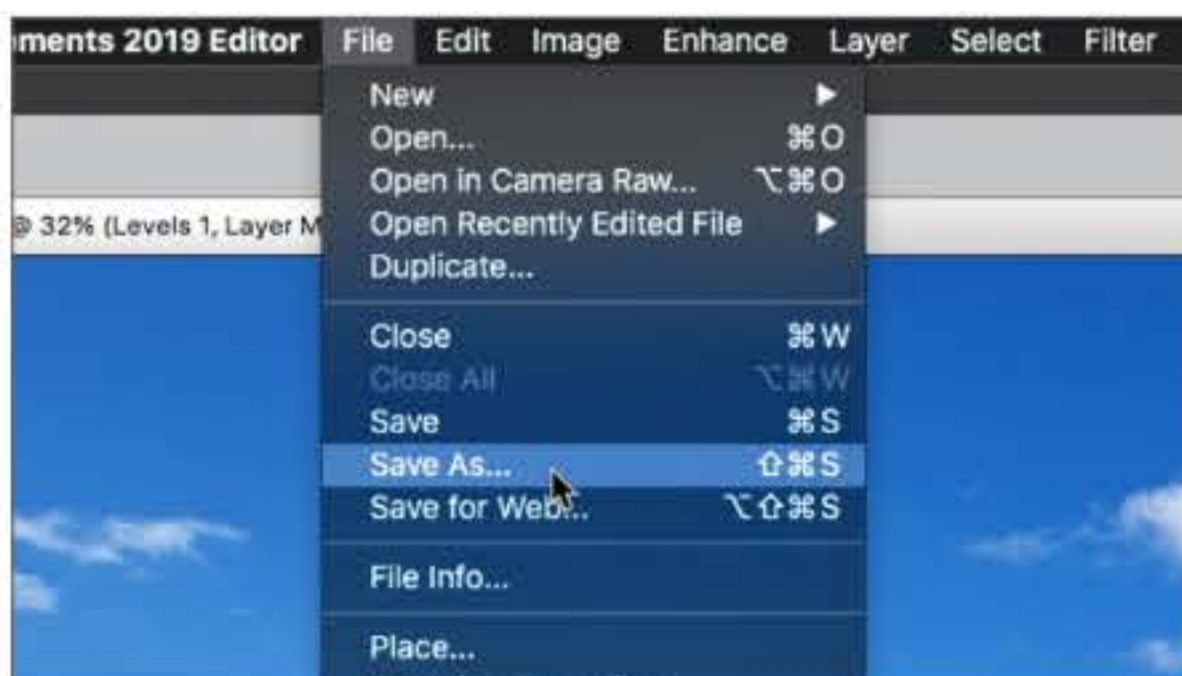 ments 2019 Editor File Edit Image Enhance Layer Select Filter
New ▶
Open... ⌘O
Open in Camera Raw... ⌥⌘O
@ 32% (Levels 1, Layer M
Open Recently Edited File ▶
Duplicate...
Close ⌘W
Close All ⌥⌘W
Save ⌘S
Save As... ⇧⌘S
Save for Web... ⌥⇧⌘S
File Info...
Place...